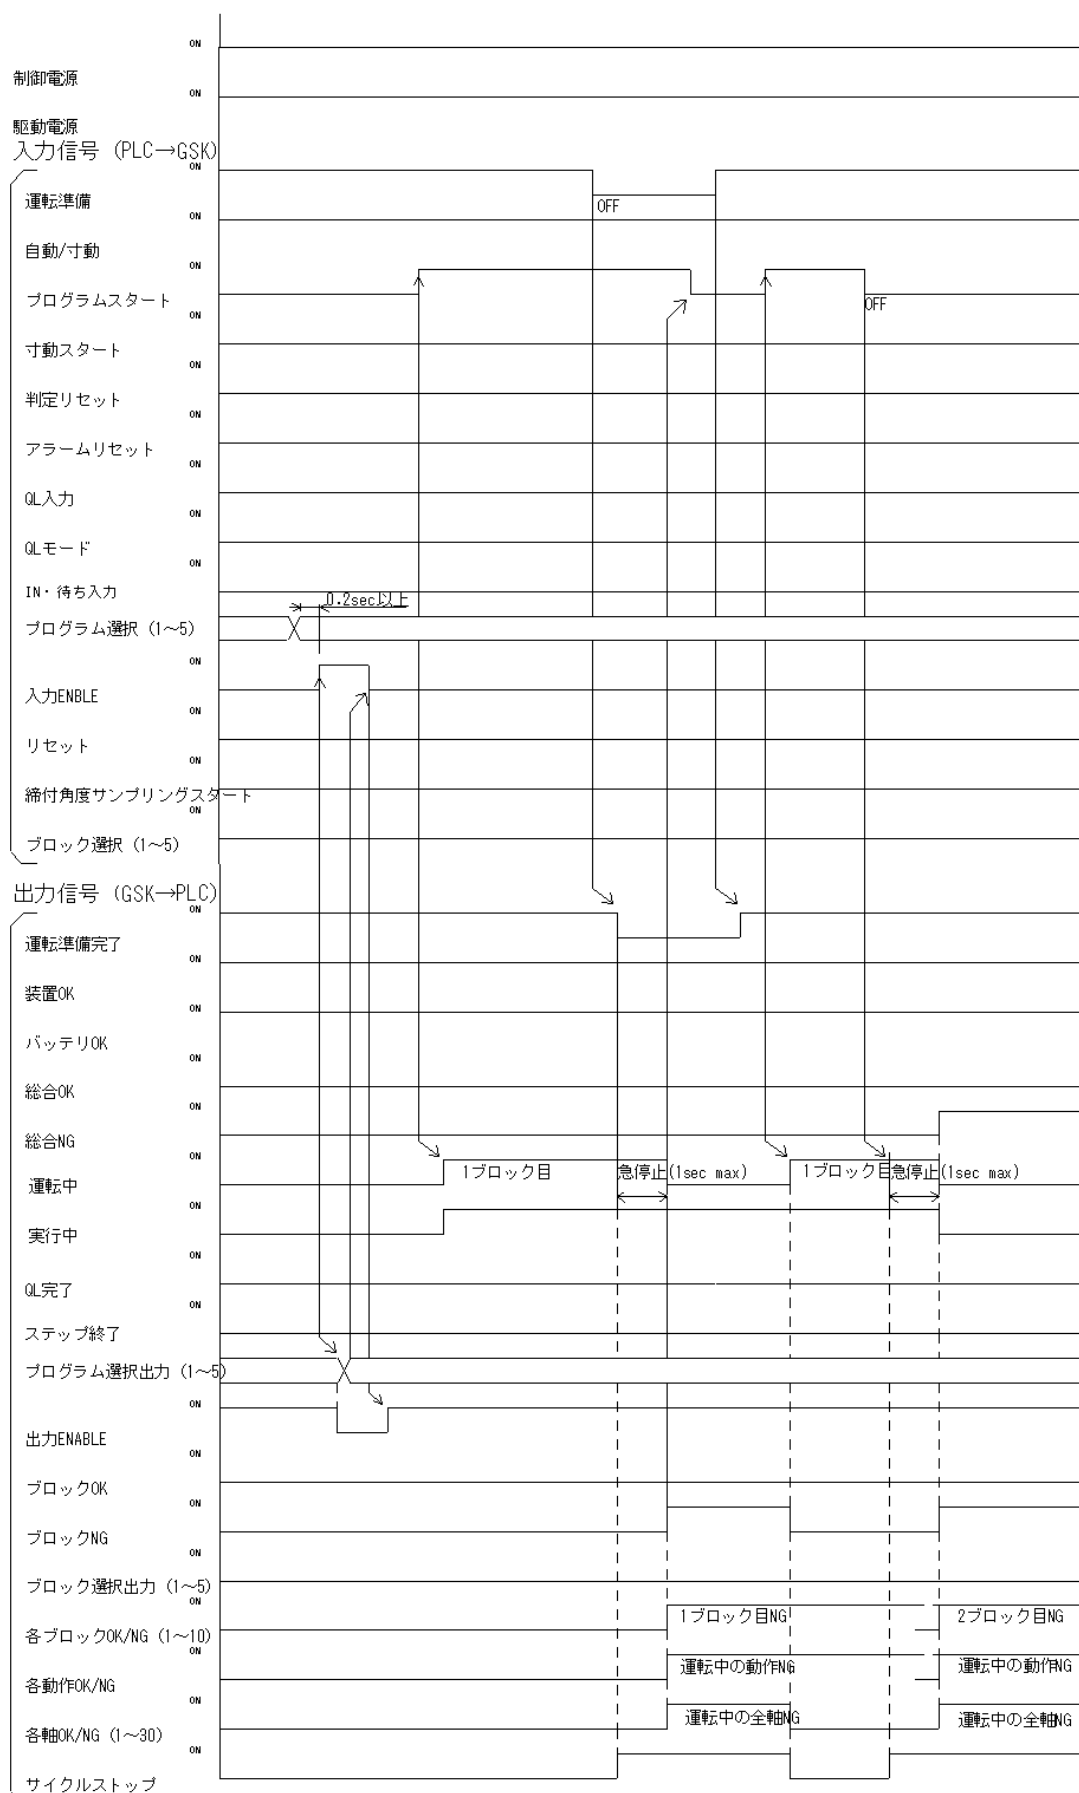 ON
制御電源
ON
駆動電源
入力信号 (PLC→GSK)
ON
運転準備
OFF
ON
自動/寸動
ON
プログラムスタート
OFF
ON
寸動スタート
ON
判定リセット
ON
アラームリセット
ON
QL入力
ON
QLモード
ON
IN・待ち入力
0.2sec以上
プログラム選択 (1～5)
ON
入力ENBLE
ON
リセット
ON
締付角度サンプリングスタート
ON
ブロック選択 (1～5)
出力信号 (GSK→PLC)
ON
運転準備完了
ON
装置OK
ON
バッテリOK
ON
総合OK
ON
総合NG
ON
運転中
1ブロック目 急停止(1sec max) 1ブロック目 急停止(1sec max)
ON
実行中
ON
QL完了
ON
ステップ終了
プログラム選択出力 (1～5)
ON
出力ENABLE
ON
ブロックOK
ON
ブロックNG
ON
ブロック選択出力 (1～5)
ON
各ブロックOK/NG (1～10)
1ブロック目NG 2ブロック目NG
ON
各動作OK/NG
運転中の動作NG 運転中の動作NG
ON
各軸OK/NG (1～30)
運転中の全軸NG 運転中の全軸NG
ON
サイクルストップ